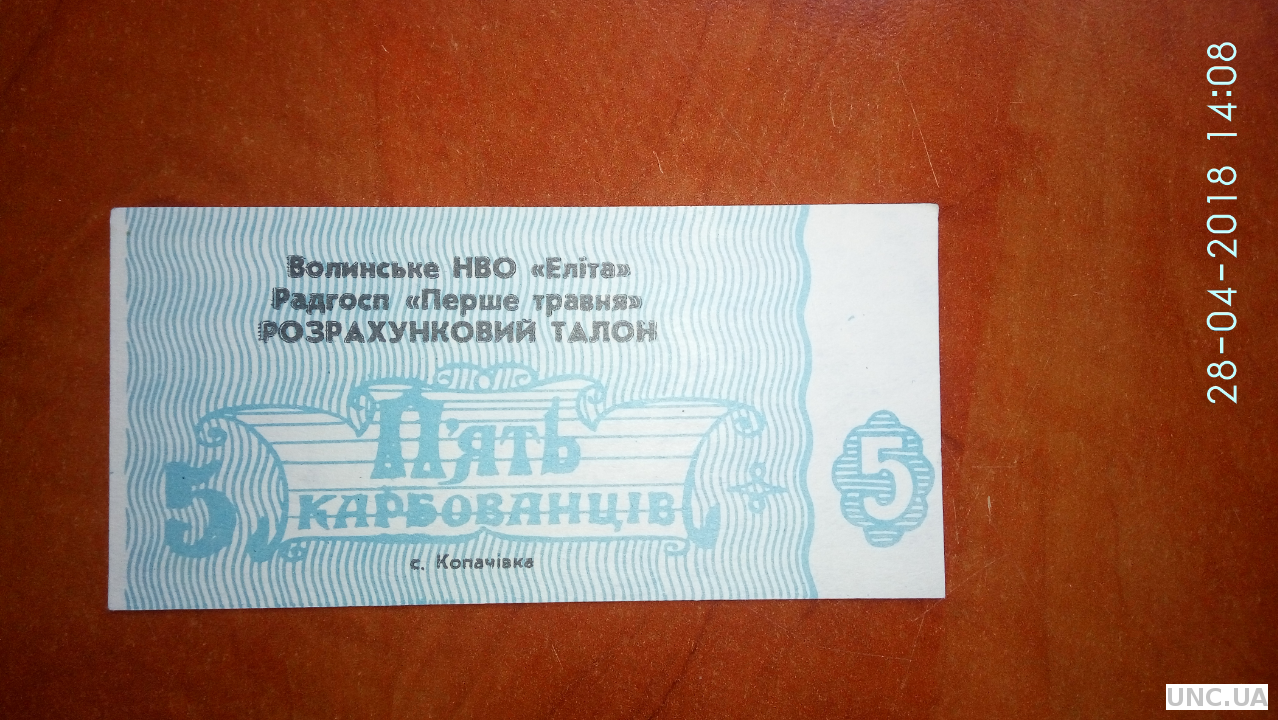 Волинське НВО «Еліта»
Радгосп «Перше травня»
РОЗРАХУНКОВИЙ ТАЛОН
П'ять
КАРБОВАНЦІВ
5
5
с. Копачівка
28-04-2018 14:08
UNC.UA